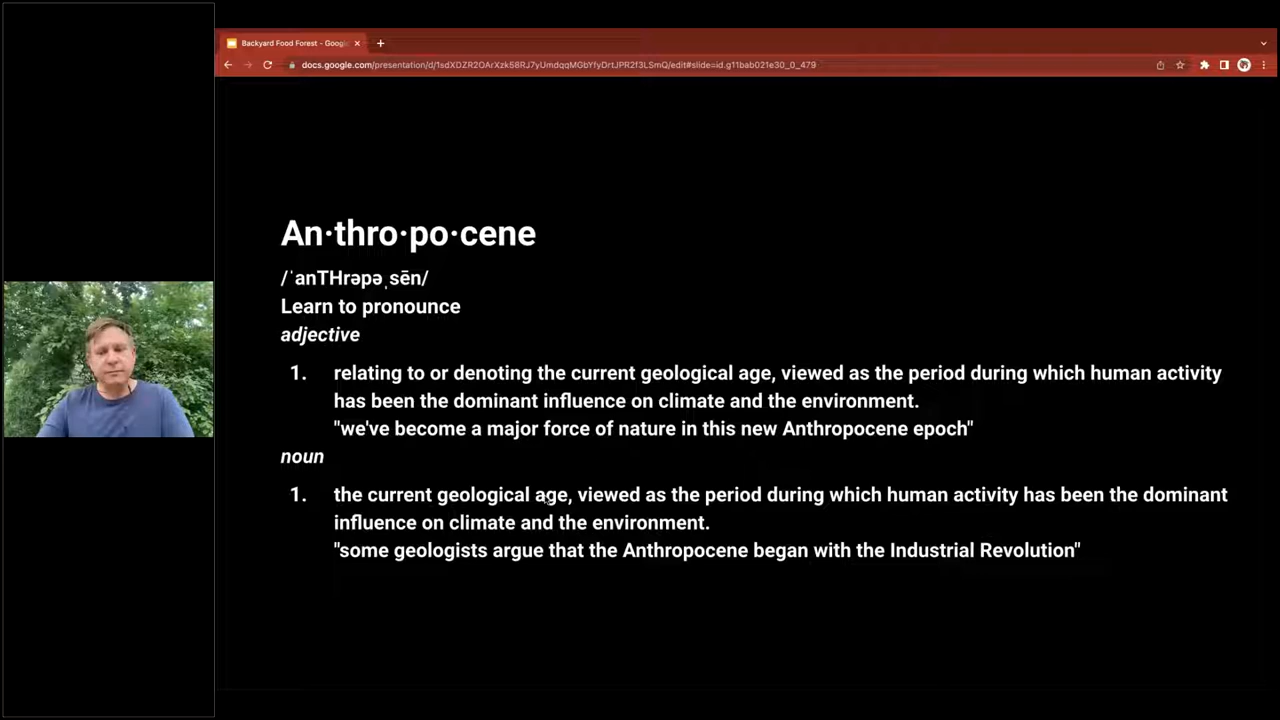 Backyard Food Forest - Googl
docs.google.com/presentation/d/1sdXDZR2OArXzk58RJ7yUmdqqMGbYfyDrtJPR2f3LSmQ/edit#slide=id.g11bab021e30_0_479
An·thro·po·cene
/ˈanTHrəpəˌsēn/
Learn to pronounce
adjective
1. relating to or denoting the current geological age, viewed as the period during which human activity
has been the dominant influence on climate and the environment.
"we've become a major force of nature in this new Anthropocene epoch"
noun
1. the current geological age, viewed as the period during which human activity has been the dominant
influence on climate and the environment.
"some geologists argue that the Anthropocene began with the Industrial Revolution"